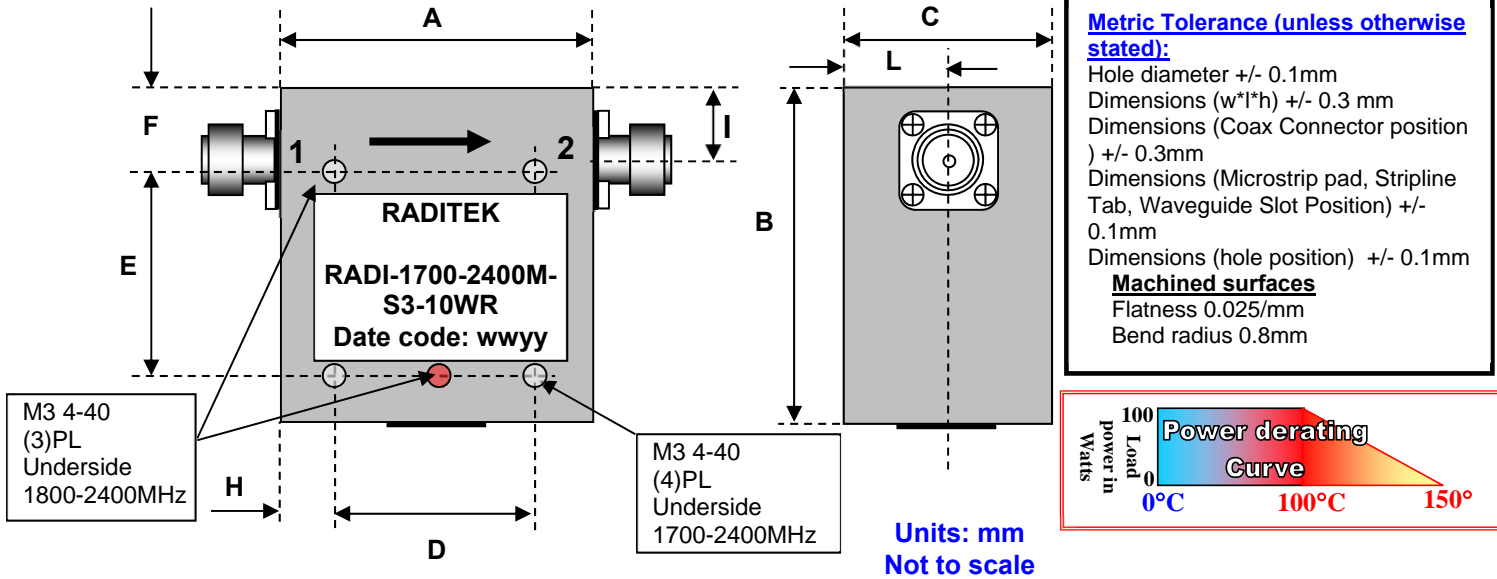 A
C
L
F
I
1
2
B
E
RADITEK
RADI-1700-2400M-
S3-10WR
Date code: wwyy
M3 4-40
(3)PL
Underside
1800-2400MHz
H
D
M3 4-40
(4)PL
Underside
1700-2400MHz
Units: mm
Not to scale
Metric Tolerance (unless otherwise
stated):
Hole diameter +/- 0.1mm
Dimensions (w*l*h) +/- 0.3 mm
Dimensions (Coax Connector position
) +/- 0.3mm
Dimensions (Microstrip pad, Stripline
Tab, Waveguide Slot Position) +/-
0.1mm
Dimensions (hole position) +/- 0.1mm
Machined surfaces
Flatness 0.025/mm
Bend radius 0.8mm
Load
power in
Watts
100
0
Power derating
Curve
0°C
100°C
150°